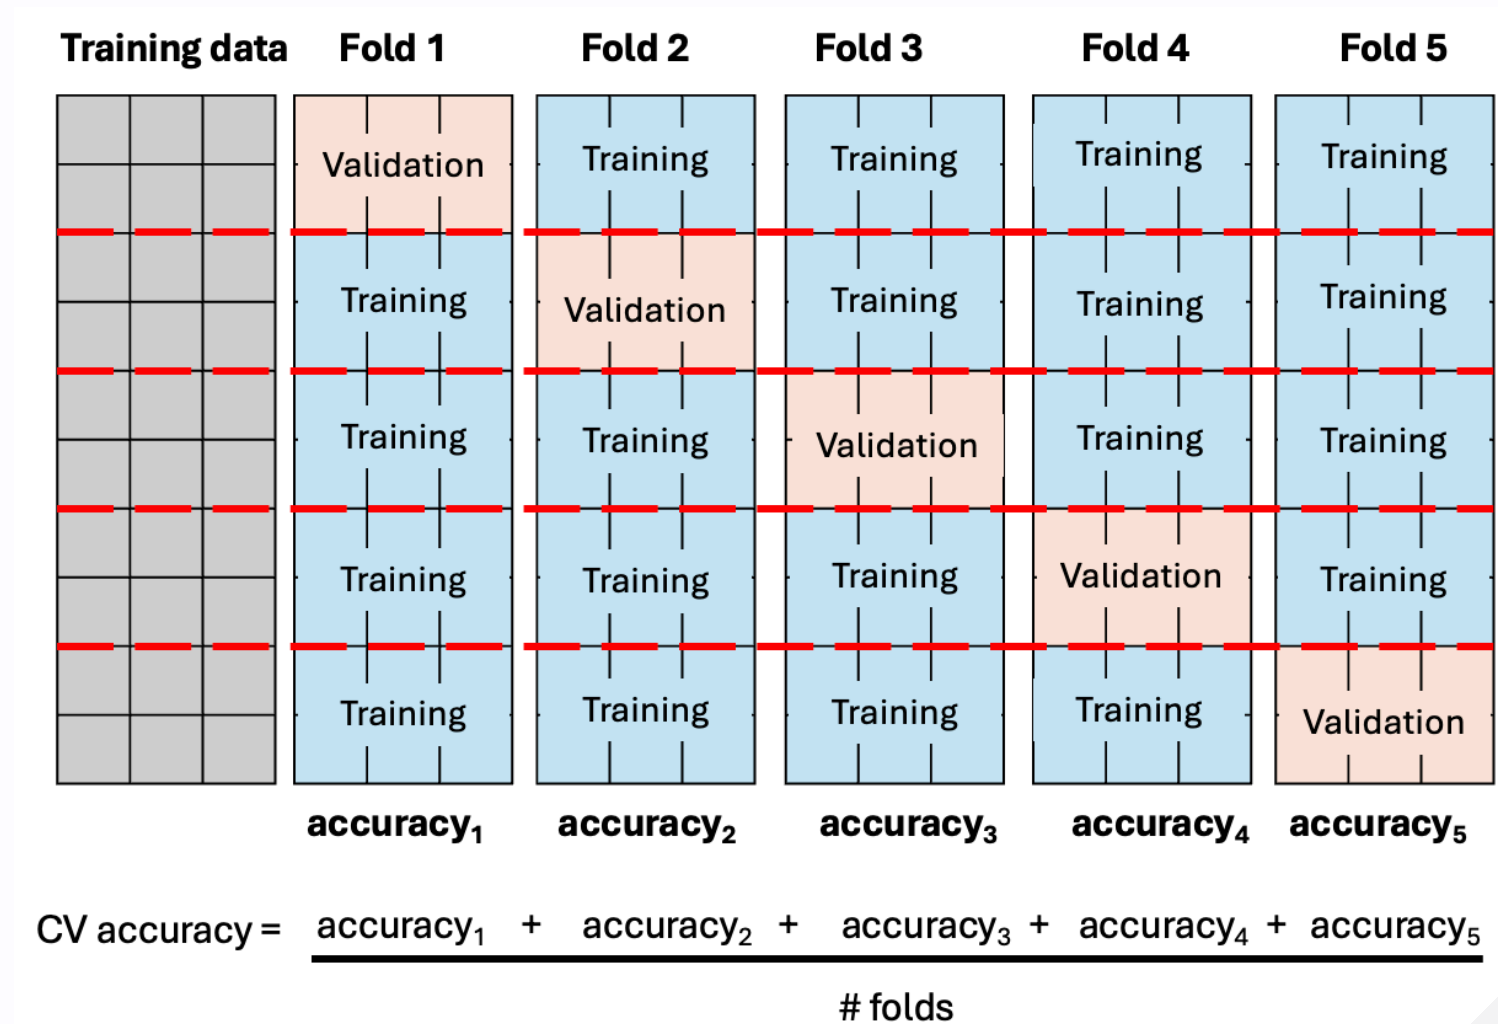 Training data Fold 1 Fold 2 Fold 3 Fold 4 Fold 5
Validation Training Training Training Training
Training Validation Training Training Training
Training Training Validation Training Training
Training Training Training Validation Training
Training Training Training Training Validation
accuracy₁ accuracy₂ accuracy₃ accuracy₄ accuracy₅
CV accuracy = accuracy₁ + accuracy₂ + accuracy₃ + accuracy₄ + accuracy₅
# folds